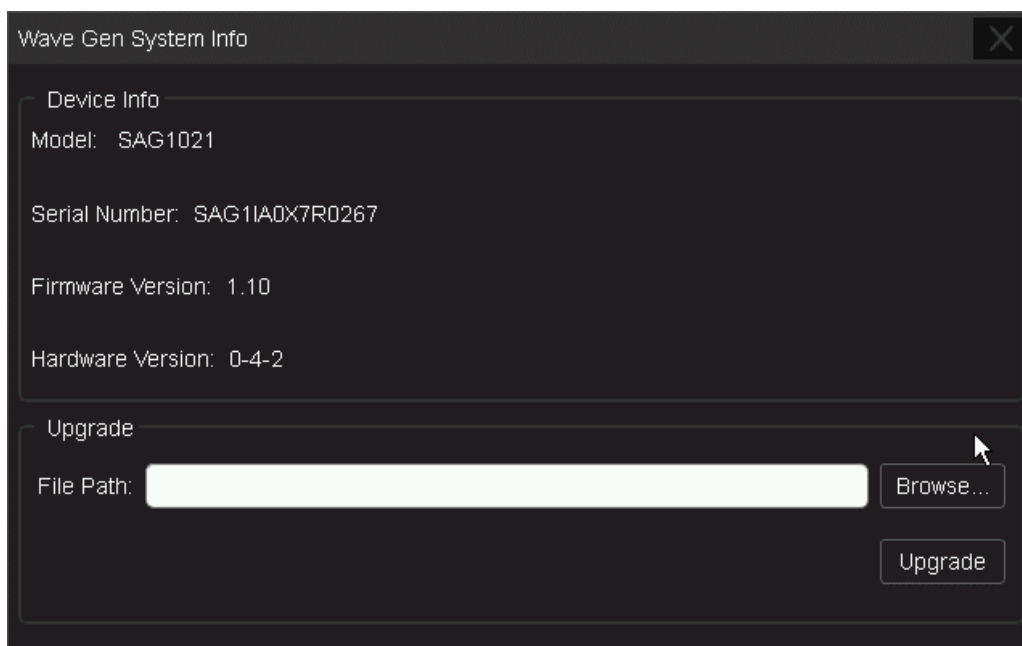 Wave Gen System Info
Device Info
Model: SAG1021
Serial Number: SAG1IA0X7R0267
Firmware Version: 1.10
Hardware Version: 0-4-2
Upgrade
File Path:
Browse...
Upgrade